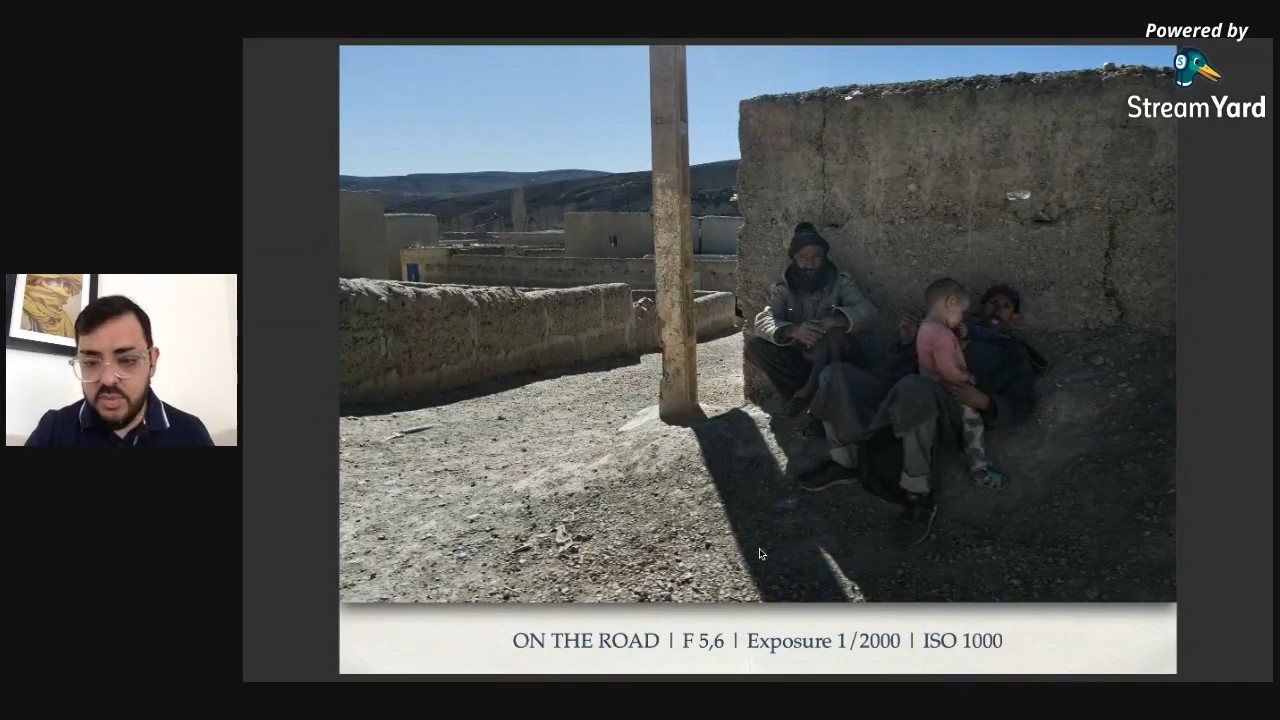 Powered by
StreamYard
ON THE ROAD | F 5,6 | Exposure 1/2000 | ISO 1000